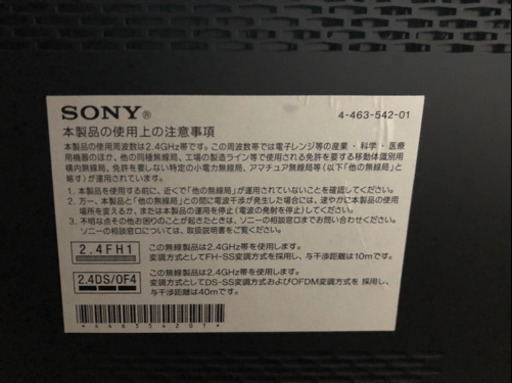 SONY®
4-463-542-01
本製品の使用上の注意事項
本製品の使用周波数は2.4GHz帯です。この周波数帯では電子レンジ等の産業・科学・医療
用機器のほか、他の同種無線局、工場の製造ライン等で使用される免許を要する移動体識別用
構内無線局、免許を要しない特定の小電力無線局、アマチュア無線局等(以下「他の無線局」と
略す)が運用されています。
1. 本製品を使用する前に、近くで「他の無線局」が運用されていないことを確認してください。
2. 万一、本製品と「他の無線局」との間に電波干渉が発生した場合には、速やかに本製品の使用
場所を変えるか、または本製品の運用を停止(電波の発射を停止)してください。
3. 不明な点その他お困りのことが起きたときは、ソニーの相談窓口までお問い合わせください。
ソニーの相談窓口については、取扱説明書をご覧ください。
2.4FH1
この無線製品は2.4GHz帯を使用します。
変調方式としてFH-SS変調方式を採用し、与干渉距離は10mです。
2.4DS/OF4
この無線製品は2.4GHz帯を使用します。
変調方式としてDS-SS変調方式およびOFDM変調方式を採用し、
与干渉距離は40mです。
*446354201*